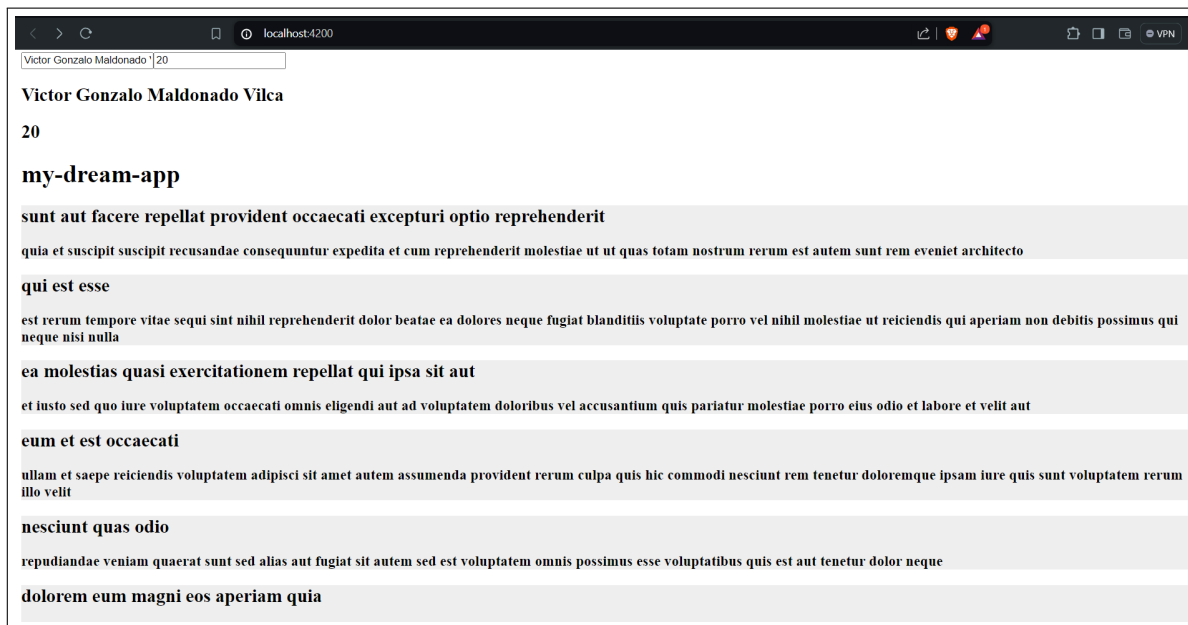 localhost:4200
1
VPN
Victor Gonzalo Maldonado 20
Victor Gonzalo Maldonado Vilca
20
my-dream-app
sunt aut facere repellat provident occaecati excepturi optio reprehenderit
quia et suscipit suscipit recusandae consequuntur expedita et cum reprehenderit molestiae ut ut quas totam nostrum rerum est autem sunt rem eveniet architecto
qui est esse
est rerum tempore vitae sequi sint nihil reprehenderit dolor beatae ea dolores neque fugiat blanditiis voluptate porro vel nihil molestiae ut reiciendis qui aperiam non debitis possimus qui
neque nisi nulla
ea molestias quasi exercitationem repellat qui ipsa sit aut
et iusto sed quo iure voluptatem occaecati omnis eligendi aut ad voluptatem doloribus vel accusantium quis pariatur molestiae porro eius odio et labore et velit aut
eum et est occaecati
ullam et saepe reiciendis voluptatem adipisci sit amet autem assumenda provident rerum culpa quis hic commodi nesciunt rem tenetur doloremque ipsam iure quis sunt voluptatem rerum
illo velit
nesciunt quas odio
repudiandae veniam quaerat sunt sed alias aut fugiat sit autem sed est voluptatem omnis possimus esse voluptatibus quis est aut tenetur dolor neque
dolorem eum magni eos aperiam quia